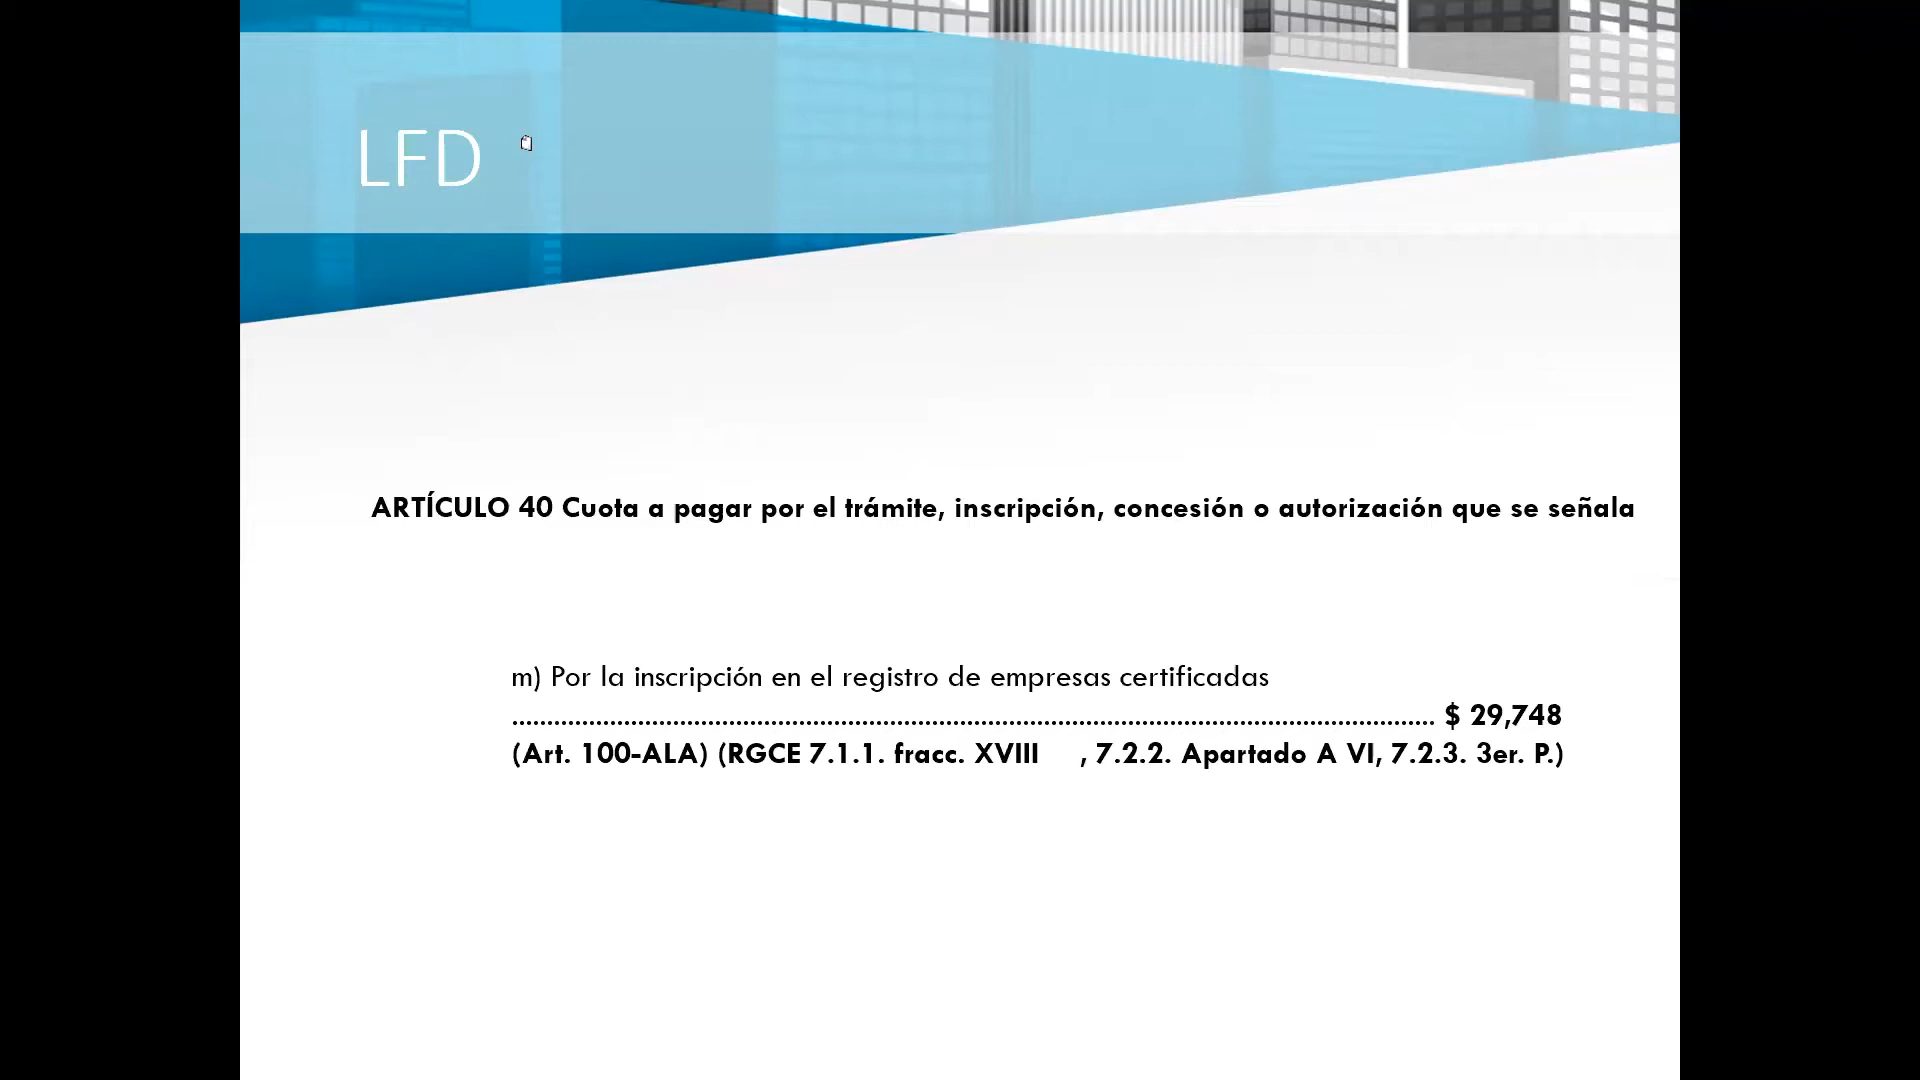 LFD
ARTÍCULO 40 Cuota a pagar por el trámite, inscripción, concesión o autorización que se señala
m) Por la inscripción en el registro de empresas certificadas
.................................................................................................................................... $ 29,748
(Art. 100-ALA) (RGCE 7.1.1. fracc. XVIII , 7.2.2. Apartado A VI, 7.2.3. 3er. P.)